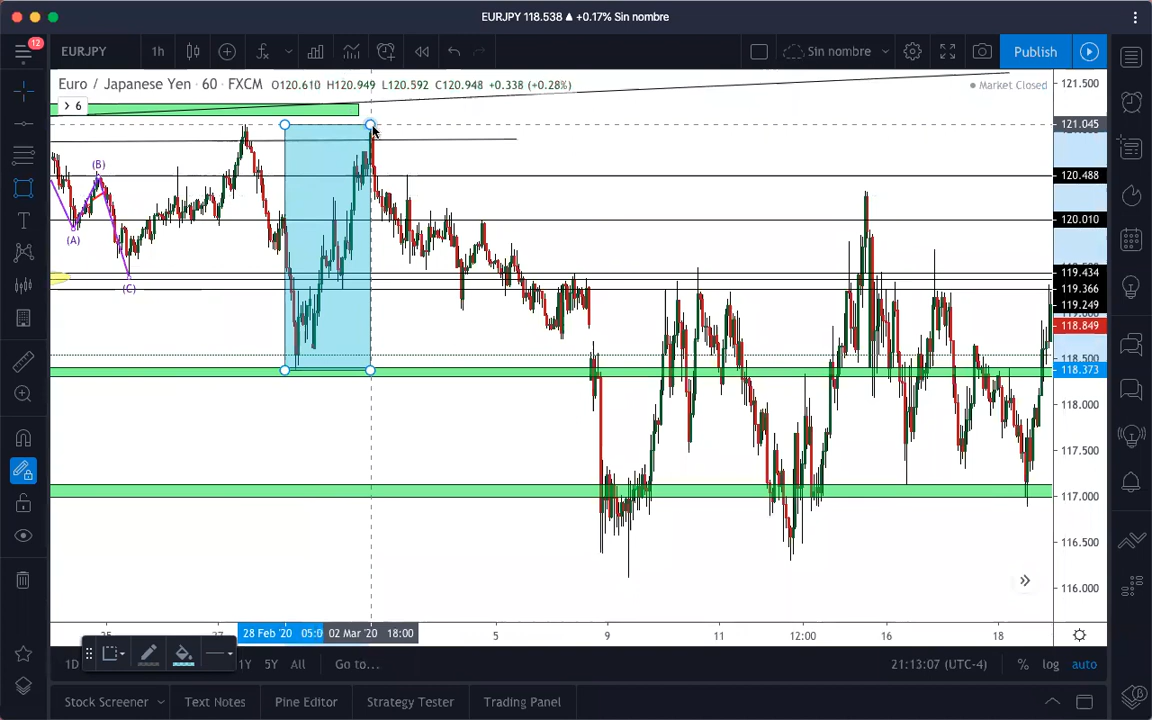 EURJPY 118.538 ▲ +0.17% Sin nombre
12
EURJPY
1h
Sin nombre
Publish
Euro / Japanese Yen · 60 · FXCM O120.610 H120.949 L120.592 C120.948 +0.338 (+0.28%)
Market Closed
> 6
(B)
(A)
(C)
121.500
121.045
120.488
120.010
119.434
119.366
119.249
118.849
118.500
118.373
118.000
117.500
117.000
116.500
116.000
28 Feb '20 05:0
02 Mar '20 18:00
5
9
11
12:00
16
18
1D
1Y
5Y
All
Go to...
21:13:07 (UTC-4)
%
log
auto
Stock Screener
Text Notes
Pine Editor
Strategy Tester
Trading Panel